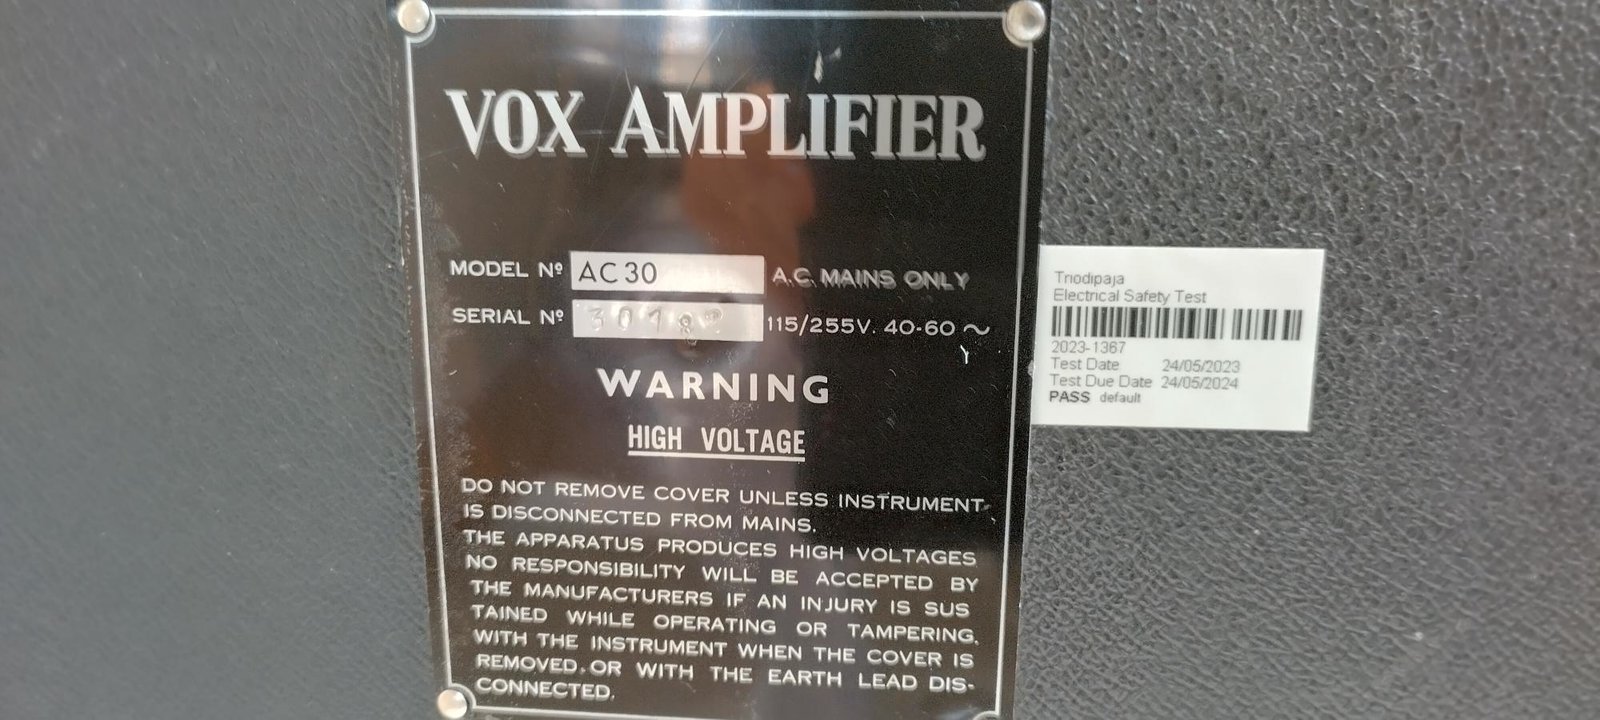 VOX AMPLIFIER
MODEL Nº AC30 A.C. MAINS ONLY
SERIAL Nº 115/255V. 40-60 ~
WARNING
HIGH VOLTAGE
DO NOT REMOVE COVER UNLESS INSTRUMENT
IS DISCONNECTED FROM MAINS.
THE APPARATUS PRODUCES HIGH VOLTAGES
NO RESPONSIBILITY WILL BE ACCEPTED BY
THE MANUFACTURERS IF AN INJURY IS SUS
TAINED WHILE OPERATING OR TAMPERING.
WITH THE INSTRUMENT WHEN THE COVER IS
REMOVED.OR WITH THE EARTH LEAD DIS-
CONNECTED.
Triodipaja
Electrical Safety Test
2023-1367
Test Date 24/05/2023
Test Due Date 24/05/2024
PASS default